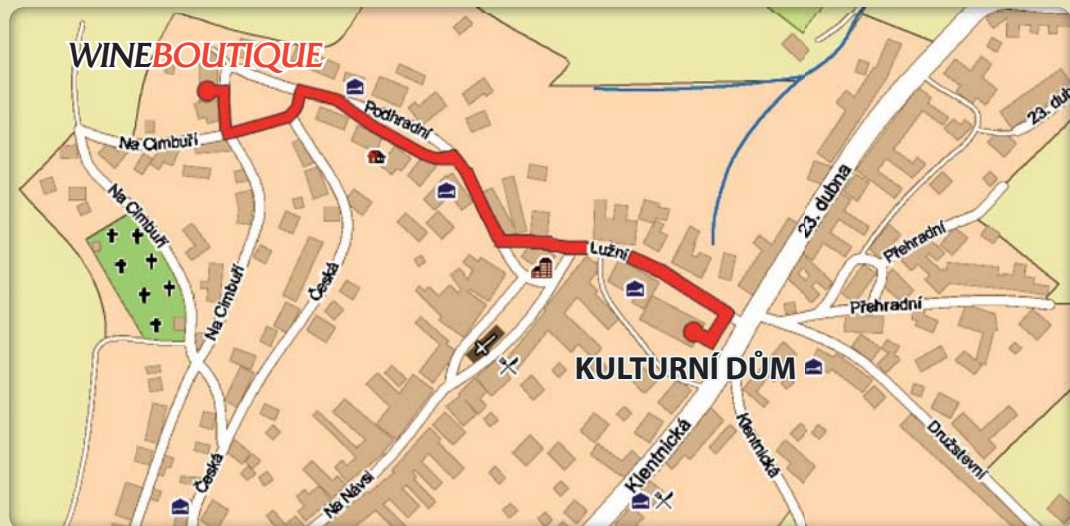 WINEBOUTIQUE
Podhradní
Na Cimbuří
Na Cimbuří
Na Cimbuří
Česká
Česká
Lužní
23. dubna
23. dub
Přehradní
Přehradní
KULTURNÍ DŮM
Klentnická
Klentnická
Družstevní
Na Návsi